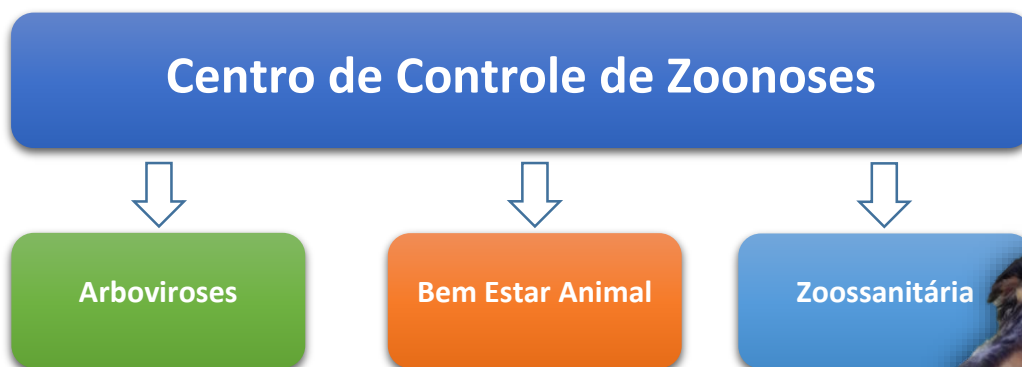 Centro de Controle de Zoonoses
Arboviroses
Bem Estar Animal
Zoossanitária